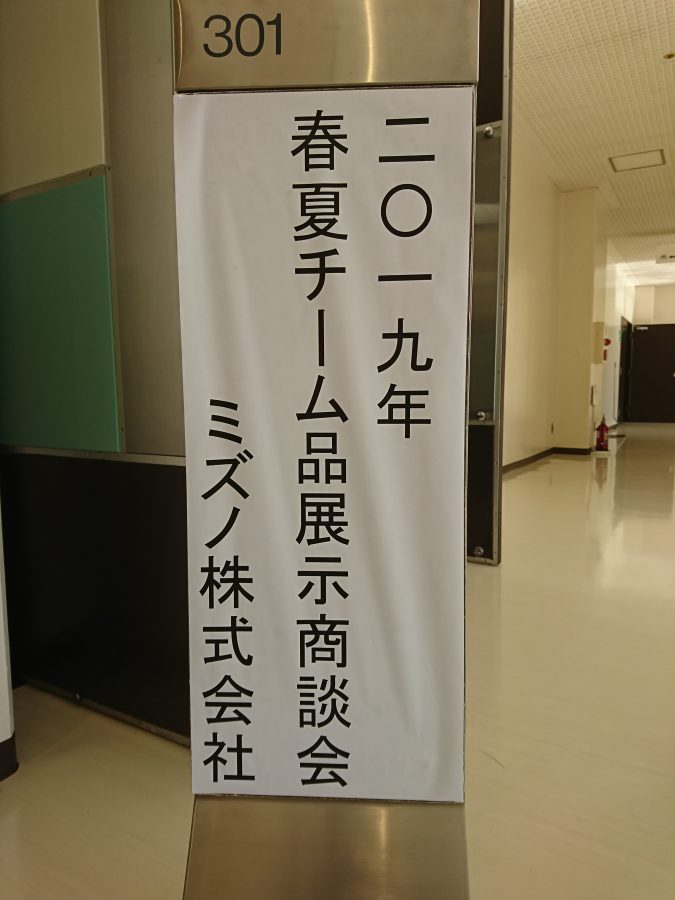 301
二〇一九年
春夏チーム品展示商談会
ミズノ株式会社